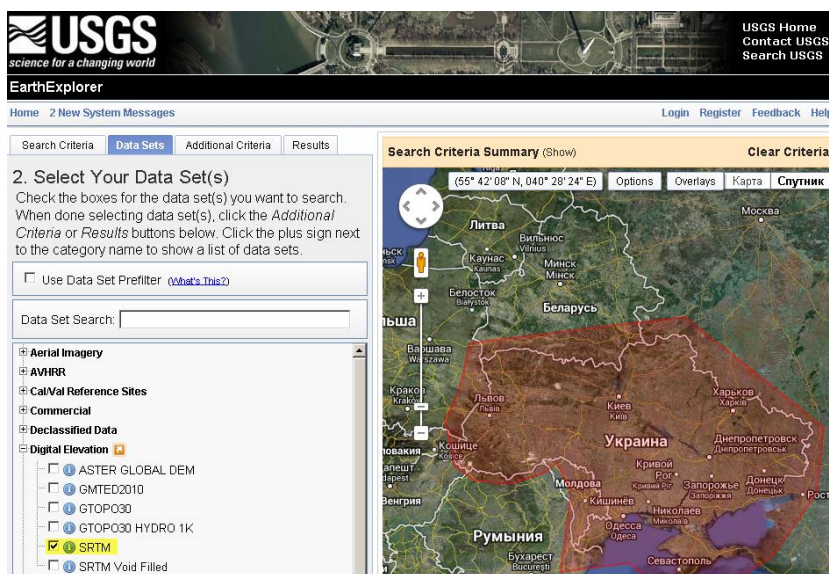 USGS
science for a changing world
USGS Home
Contact USGS
Search USGS
EarthExplorer
Home 2 New System Messages
Login Register Feedback Help
Search Criteria Data Sets Additional Criteria Results
2. Select Your Data Set(s)
Check the boxes for the data set(s) you want to search.
When done selecting data set(s), click the Additional
Criteria or Results buttons below. Click the plus sign next
to the category name to show a list of data sets.
Use Data Set Prefilter (What's This?)
Data Set Search:
Aerial Imagery
AVHRR
Cal/Val Reference Sites
Commercial
Declassified Data
Digital Elevation
ASTER GLOBAL DEM
GMTED2010
GTOPO30
GTOPO30 HYDRO 1K
SRTM
SRTM Void Filled
Search Criteria Summary (Show)
Clear Criteria
(55° 42' 08" N, 040° 28' 24" E) Options Overlays Карта Спутник
Москва
Литва
Вильнюс
Vilnius
Каунас
Kaunas
Минск
Мінск
Белосток
Białystok
Беларусь
Варшава
Warszawa
Краков
Kraków
Львов
Львів
Киев
Київ
Харьков
Харків
Украина
Днепропетровск
Дніпропетровськ
Кошице
Košice
Кривой
Рог
Кривий Ріг
Запорожье
Запоріжжя
Донецк
Донецьк
Молдова
Кишинёв
Николаев
Миколаїв
Одесса
Одеса
Румыния
Бухарест
București
Севастополь